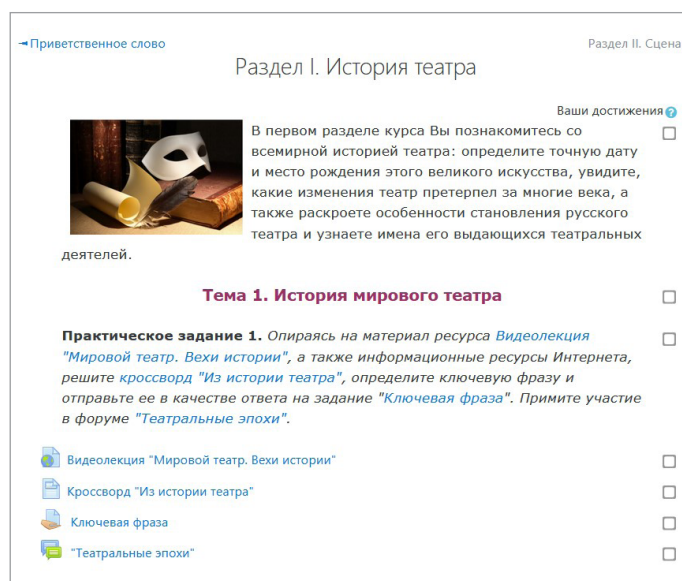 Приветственное слово
Раздел II. Сцена
Раздел I. История театра
Ваши достижения
В первом разделе курса Вы познакомитесь со
всемирной историей театра: определите точную дату
и место рождения этого великого искусства, увидите,
какие изменения театр претерпел за многие века, а
также раскроете особенности становления русского
театра и узнаете имена его выдающихся театральных
деятелей.
Тема 1. История мирового театра
Практическое задание 1. Опираясь на материал ресурса Видеолекция
"Мировой театр. Вехи истории", а также информационные ресурсы Интернета,
решите кроссворд "Из истории театра", определите ключевую фразу и
отправьте ее в качестве ответа на задание "Ключевая фраза". Примите участие
в форуме "Театральные эпохи".
Видеолекция "Мировой театр. Вехи истории"
Кроссворд "Из истории театра"
Ключевая фраза
"Театральные эпохи"